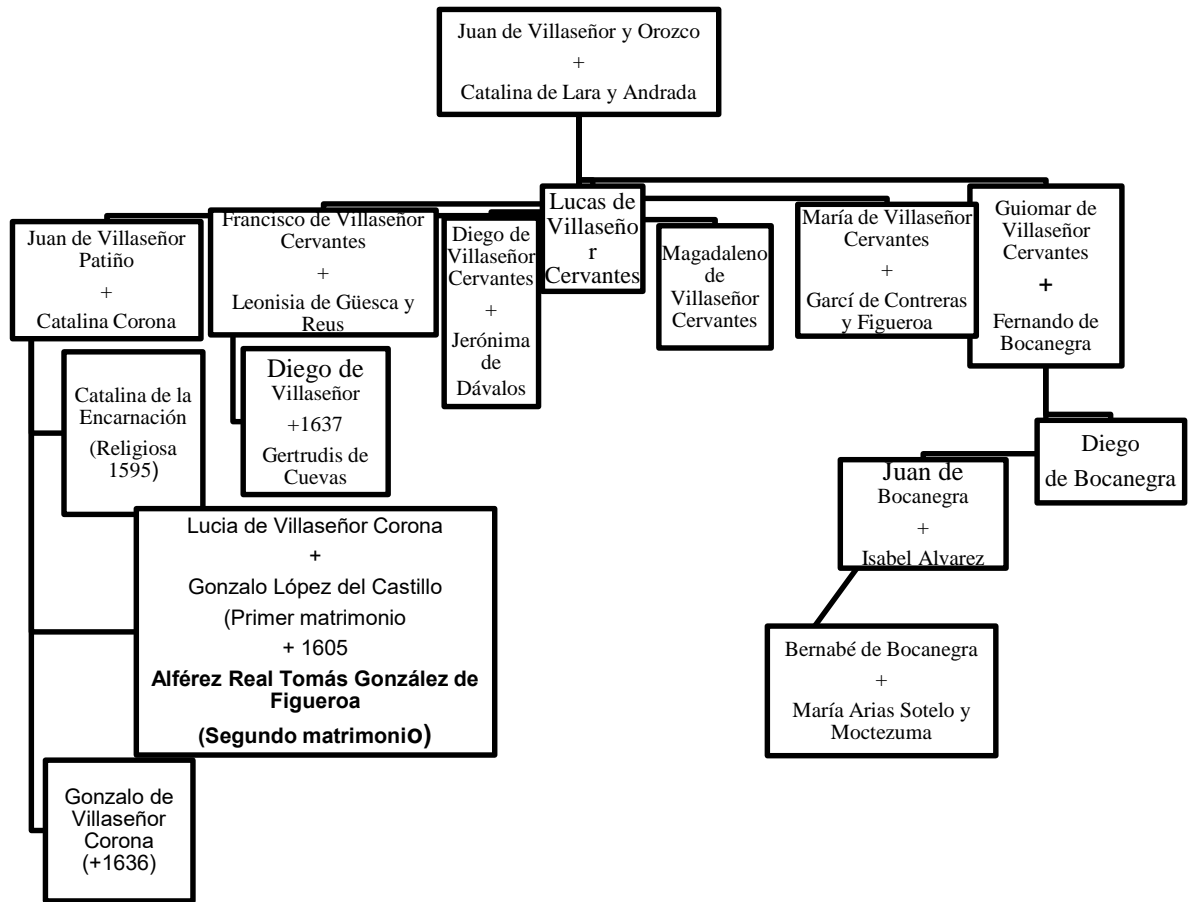 Juan de Villaseñor y Orozco
+
Catalina de Lara y Andrada
Juan de Villaseñor
Patiño
+
Catalina Corona
Francisco de Villaseñor
Cervantes
+
Leonisia de Güesca y
Reus
Diego de
Villaseñor
Cervantes
+
Jerónima
de
Dávalos
Lucas de
Villaseño
r
Cervantes
Magadaleno
de
Villaseñor
Cervantes
María de Villaseñor
Cervantes
+
Garcí de Contreras
y Figueroa
Guiomar de
Villaseñor
Cervantes
+
Fernando de
Bocanegra
Catalina de la
Encarnación
(Religiosa
1595)
Diego de
Villaseñor
+1637
Gertrudis de
Cuevas
Diego
de Bocanegra
Juan de
Bocanegra
+
Isabel Alvarez
Lucia de Villaseñor Corona
+
Gonzalo López del Castillo
(Primer matrimonio
+ 1605
Alférez Real Tomás González de
Figueroa
(Segundo matrimonio)
Bernabé de Bocanegra
+
María Arias Sotelo y
Moctezuma
Gonzalo de
Villaseñor
Corona
(+1636)